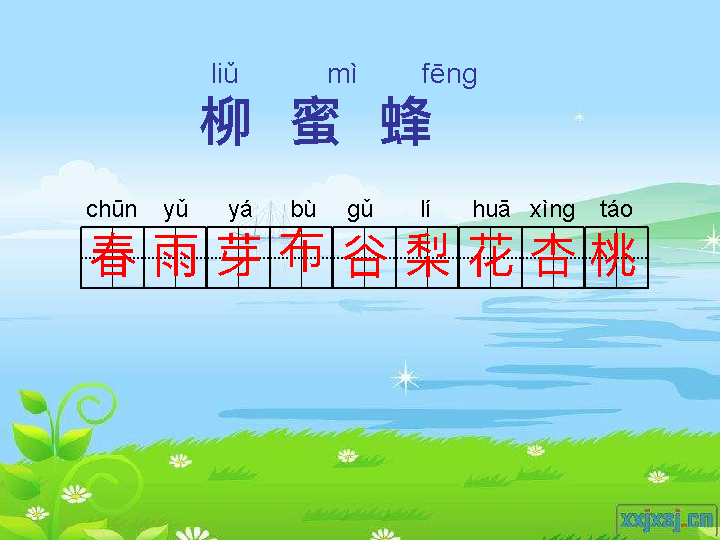 liǔ mì fēng
柳 蜜 蜂
chūn yǔ yá bù gǔ lí huā xìng táo
春 雨 芽 布 谷 梨 花 杏 桃
xxjxsj.cn